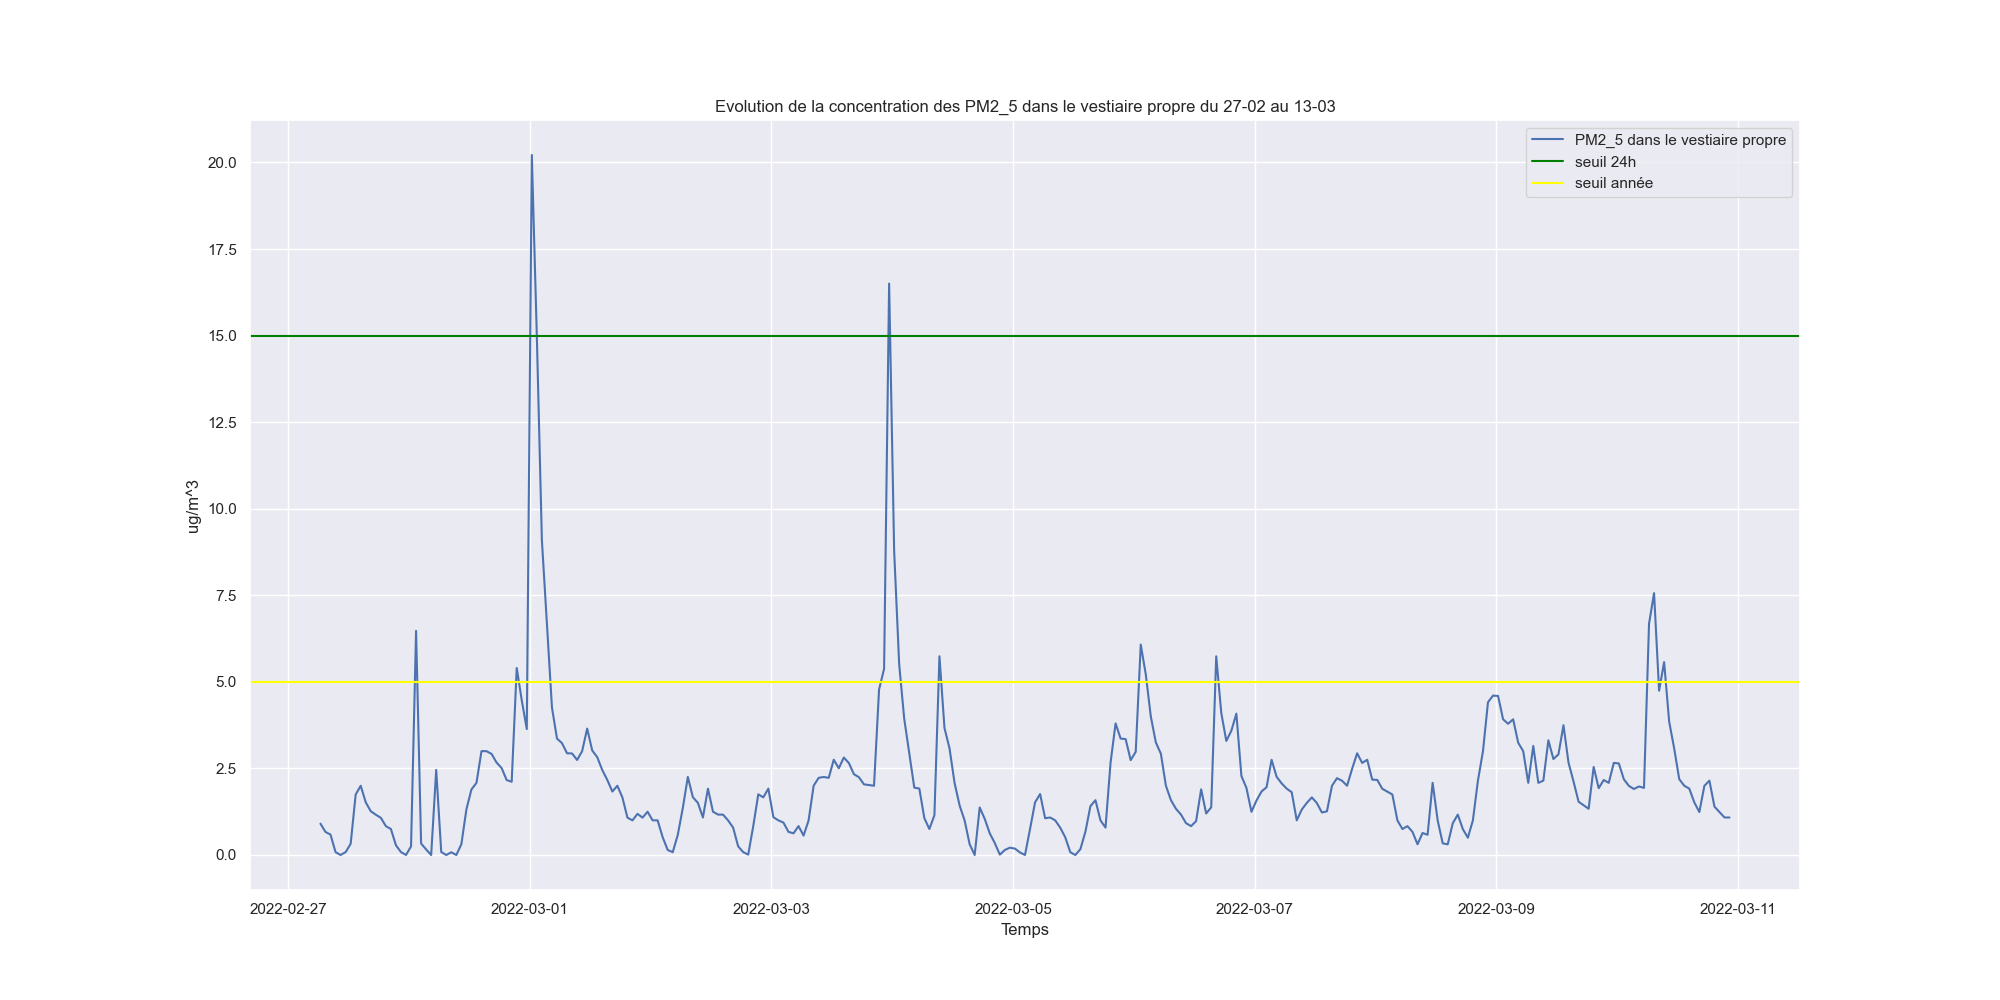 Evolution de la concentration des PM2_5 dans le vestiaire propre du 27-02 au 13-03
PM2_5 dans le vestiaire propre
seuil 24h
seuil année
20.0
17.5
15.0
12.5
10.0
7.5
5.0
2.5
0.0
ug/m^3
2022-02-27 2022-03-01 2022-03-03 2022-03-05 2022-03-07 2022-03-09 2022-03-11
Temps